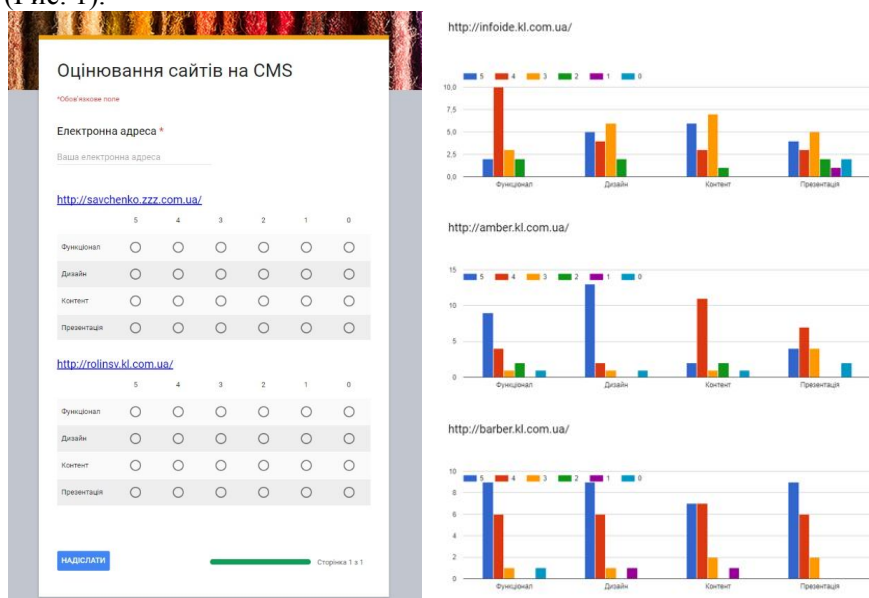 (Рис. 1).
Оцінювання сайтів на CMS
*Обов'язкове поле
Електронна адреса *
Ваша електронна адреса
http://savchenko.zzz.com.ua/
5 4 3 2 1 0
Функціонал
Дизайн
Контент
Презентація
http://rolinsv.kl.com.ua/
5 4 3 2 1 0
Функціонал
Дизайн
Контент
Презентація
НАДІСЛАТИ
Сторінка 1 з 1
http://infoide.kl.com.ua/
5 4 3 2 1 0
10,0
7,5
5,0
2,5
0,0
Функціонал Дизайн Контент Презентація
http://amber.kl.com.ua/
5 4 3 2 1 0
15
10
5
0
Функціонал Дизайн Контент Презентація
http://barber.kl.com.ua/
5 4 3 2 1 0
10
8
6
4
2
0
Функціонал Дизайн Контент Презентація